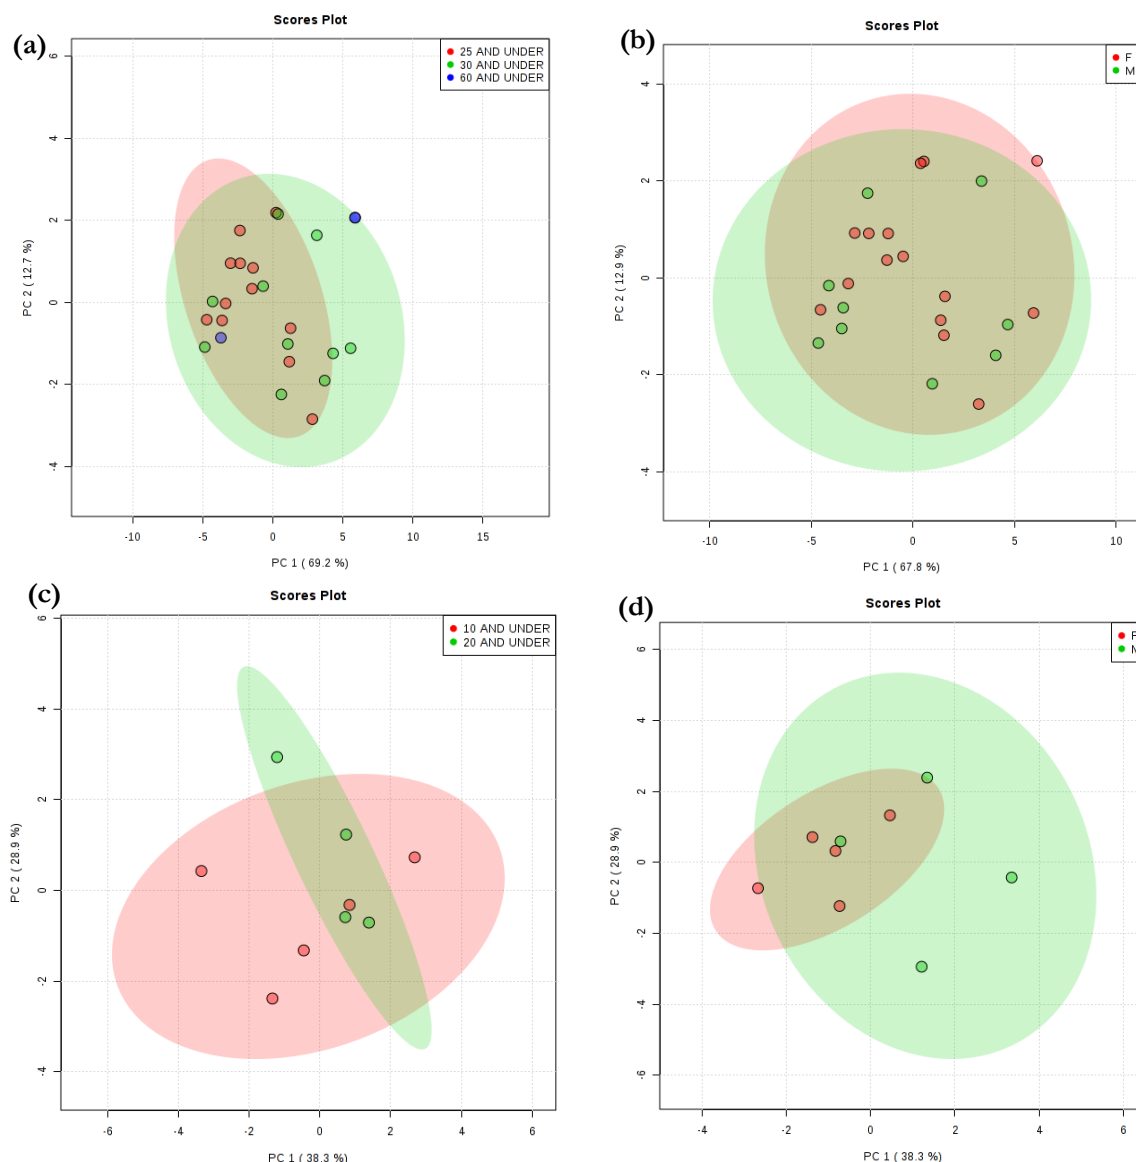 Scores Plot
(a)
25 AND UNDER
30 AND UNDER
60 AND UNDER
PC 2 ( 12.7 %)
6
4
2
0
-2
-4
-10 -5 0 5 10 15
PC 1 ( 69.2 %)
Scores Plot
(b)
F
M
PC 2 ( 12.9 %)
4
2
0
-2
-4
-10 -5 0 5 10
PC 1 ( 67.8 %)
Scores Plot
(c)
10 AND UNDER
20 AND UNDER
PC 2 ( 28.9 %)
6
4
2
0
-2
-4
-6 -4 -2 0 2 4 6
PC 1 ( 38.3 %)
Scores Plot
(d)
F
M
PC 2 ( 28.9 %)
6
4
2
0
-2
-4
-6
-4 -2 0 2 4 6
PC 1 ( 38.3 %)